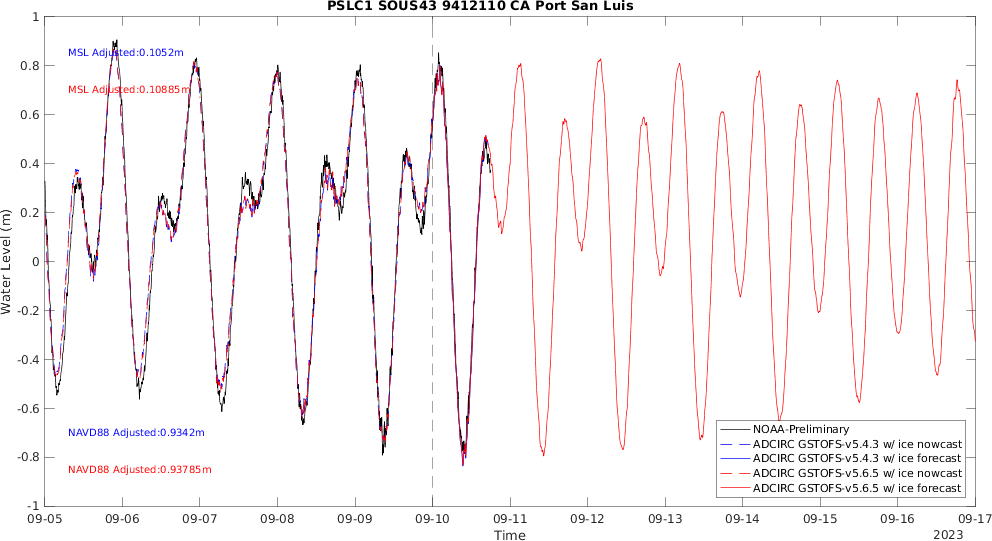 PSLC1 SOUS43 9412110 CA Port San Luis
1
0.8
0.6
0.4
0.2
0
-0.2
-0.4
-0.6
-0.8
-1
Water Level (m)
MSL Adjusted:0.1052m
MSL Adjusted:0.10885m
NAVD88 Adjusted:0.9342m
NAVD88 Adjusted:0.93785m
NOAA-Preliminary
ADCIRC GSTOFS-v5.4.3 w/ ice nowcast
ADCIRC GSTOFS-v5.4.3 w/ ice forecast
ADCIRC GSTOFS-v5.6.5 w/ ice nowcast
ADCIRC GSTOFS-v5.6.5 w/ ice forecast
09-05 09-06 09-07 09-08 09-09 09-10 09-11 09-12 09-13 09-14 09-15 09-16 09-17
Time
2023